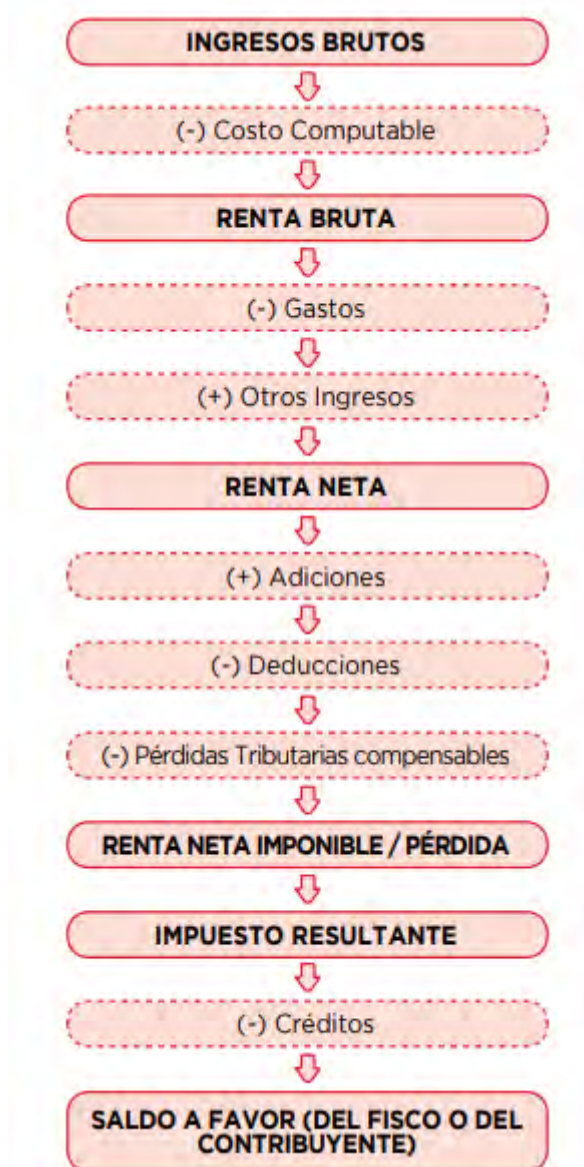 INGRESOS BRUTOS
(-) Costo Computable
RENTA BRUTA
(-) Gastos
(+) Otros Ingresos
RENTA NETA
(+) Adiciones
(-) Deducciones
(-) Pérdidas Tributarias compensables
RENTA NETA IMPONIBLE / PÉRDIDA
IMPUESTO RESULTANTE
(-) Créditos
SALDO A FAVOR (DEL FISCO O DEL
CONTRIBUYENTE)